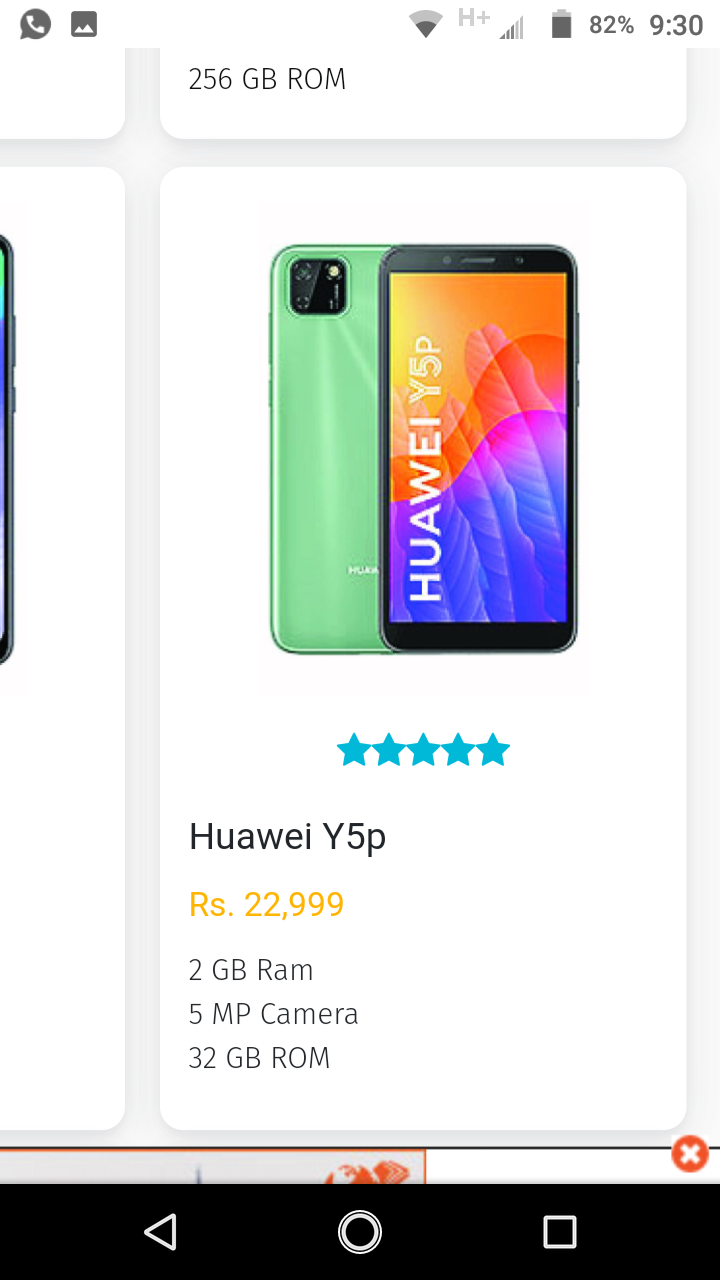 H+ 82% 9:30
256 GB ROM
HUAWEI Y5P
Huawei Y5p
Rs. 22,999
2 GB Ram
5 MP Camera
32 GB ROM